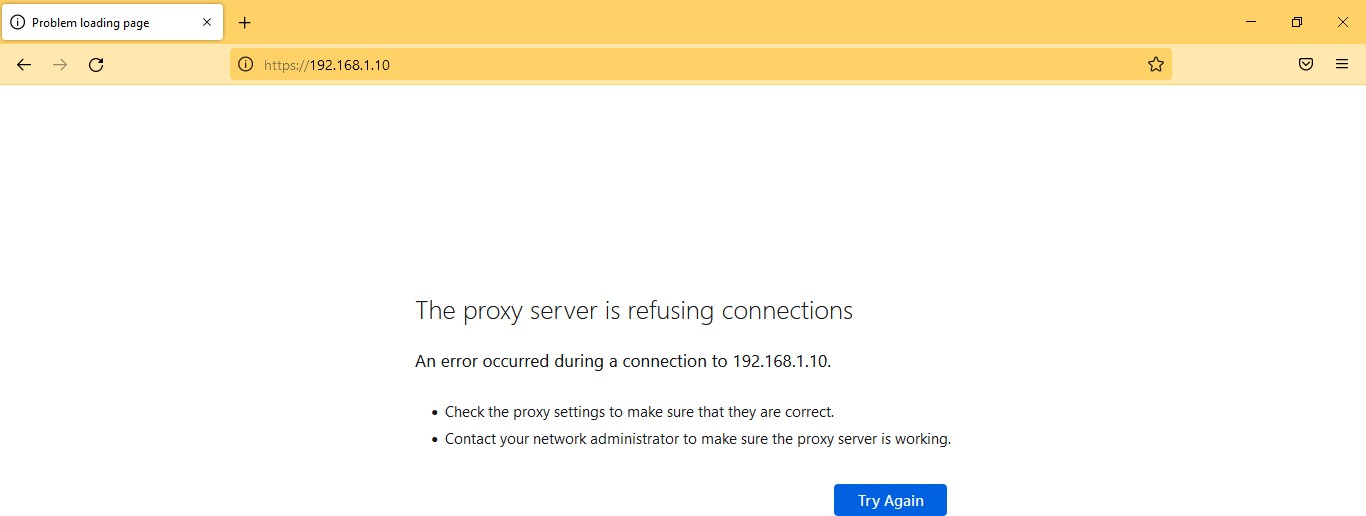 Problem loading page
https://192.168.1.10
The proxy server is refusing connections
An error occurred during a connection to 192.168.1.10.
• Check the proxy settings to make sure that they are correct.
• Contact your network administrator to make sure the proxy server is working.
Try Again